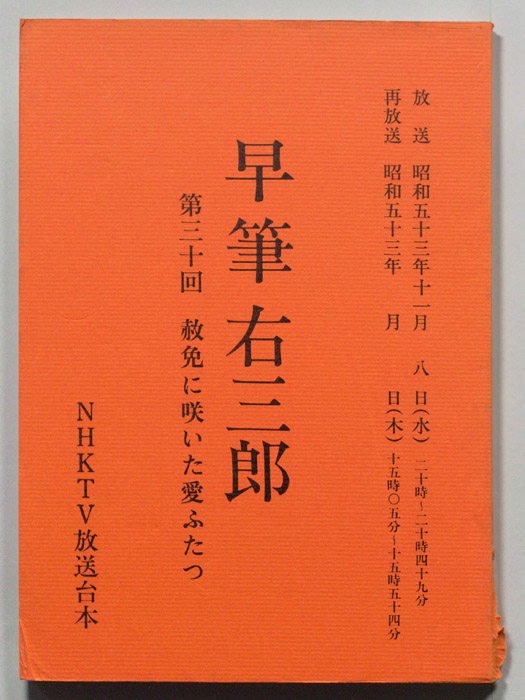 放　送　昭和五十三年十一月　八　日(水)　二十時〜二十時四十九分
再放送　昭和五十三年　　月　　　日(木)　十五時〇五分〜十五時五十四分
早筆右三郎
第三十回　赦免に咲いた愛ふたつ
NHKTV放送台本